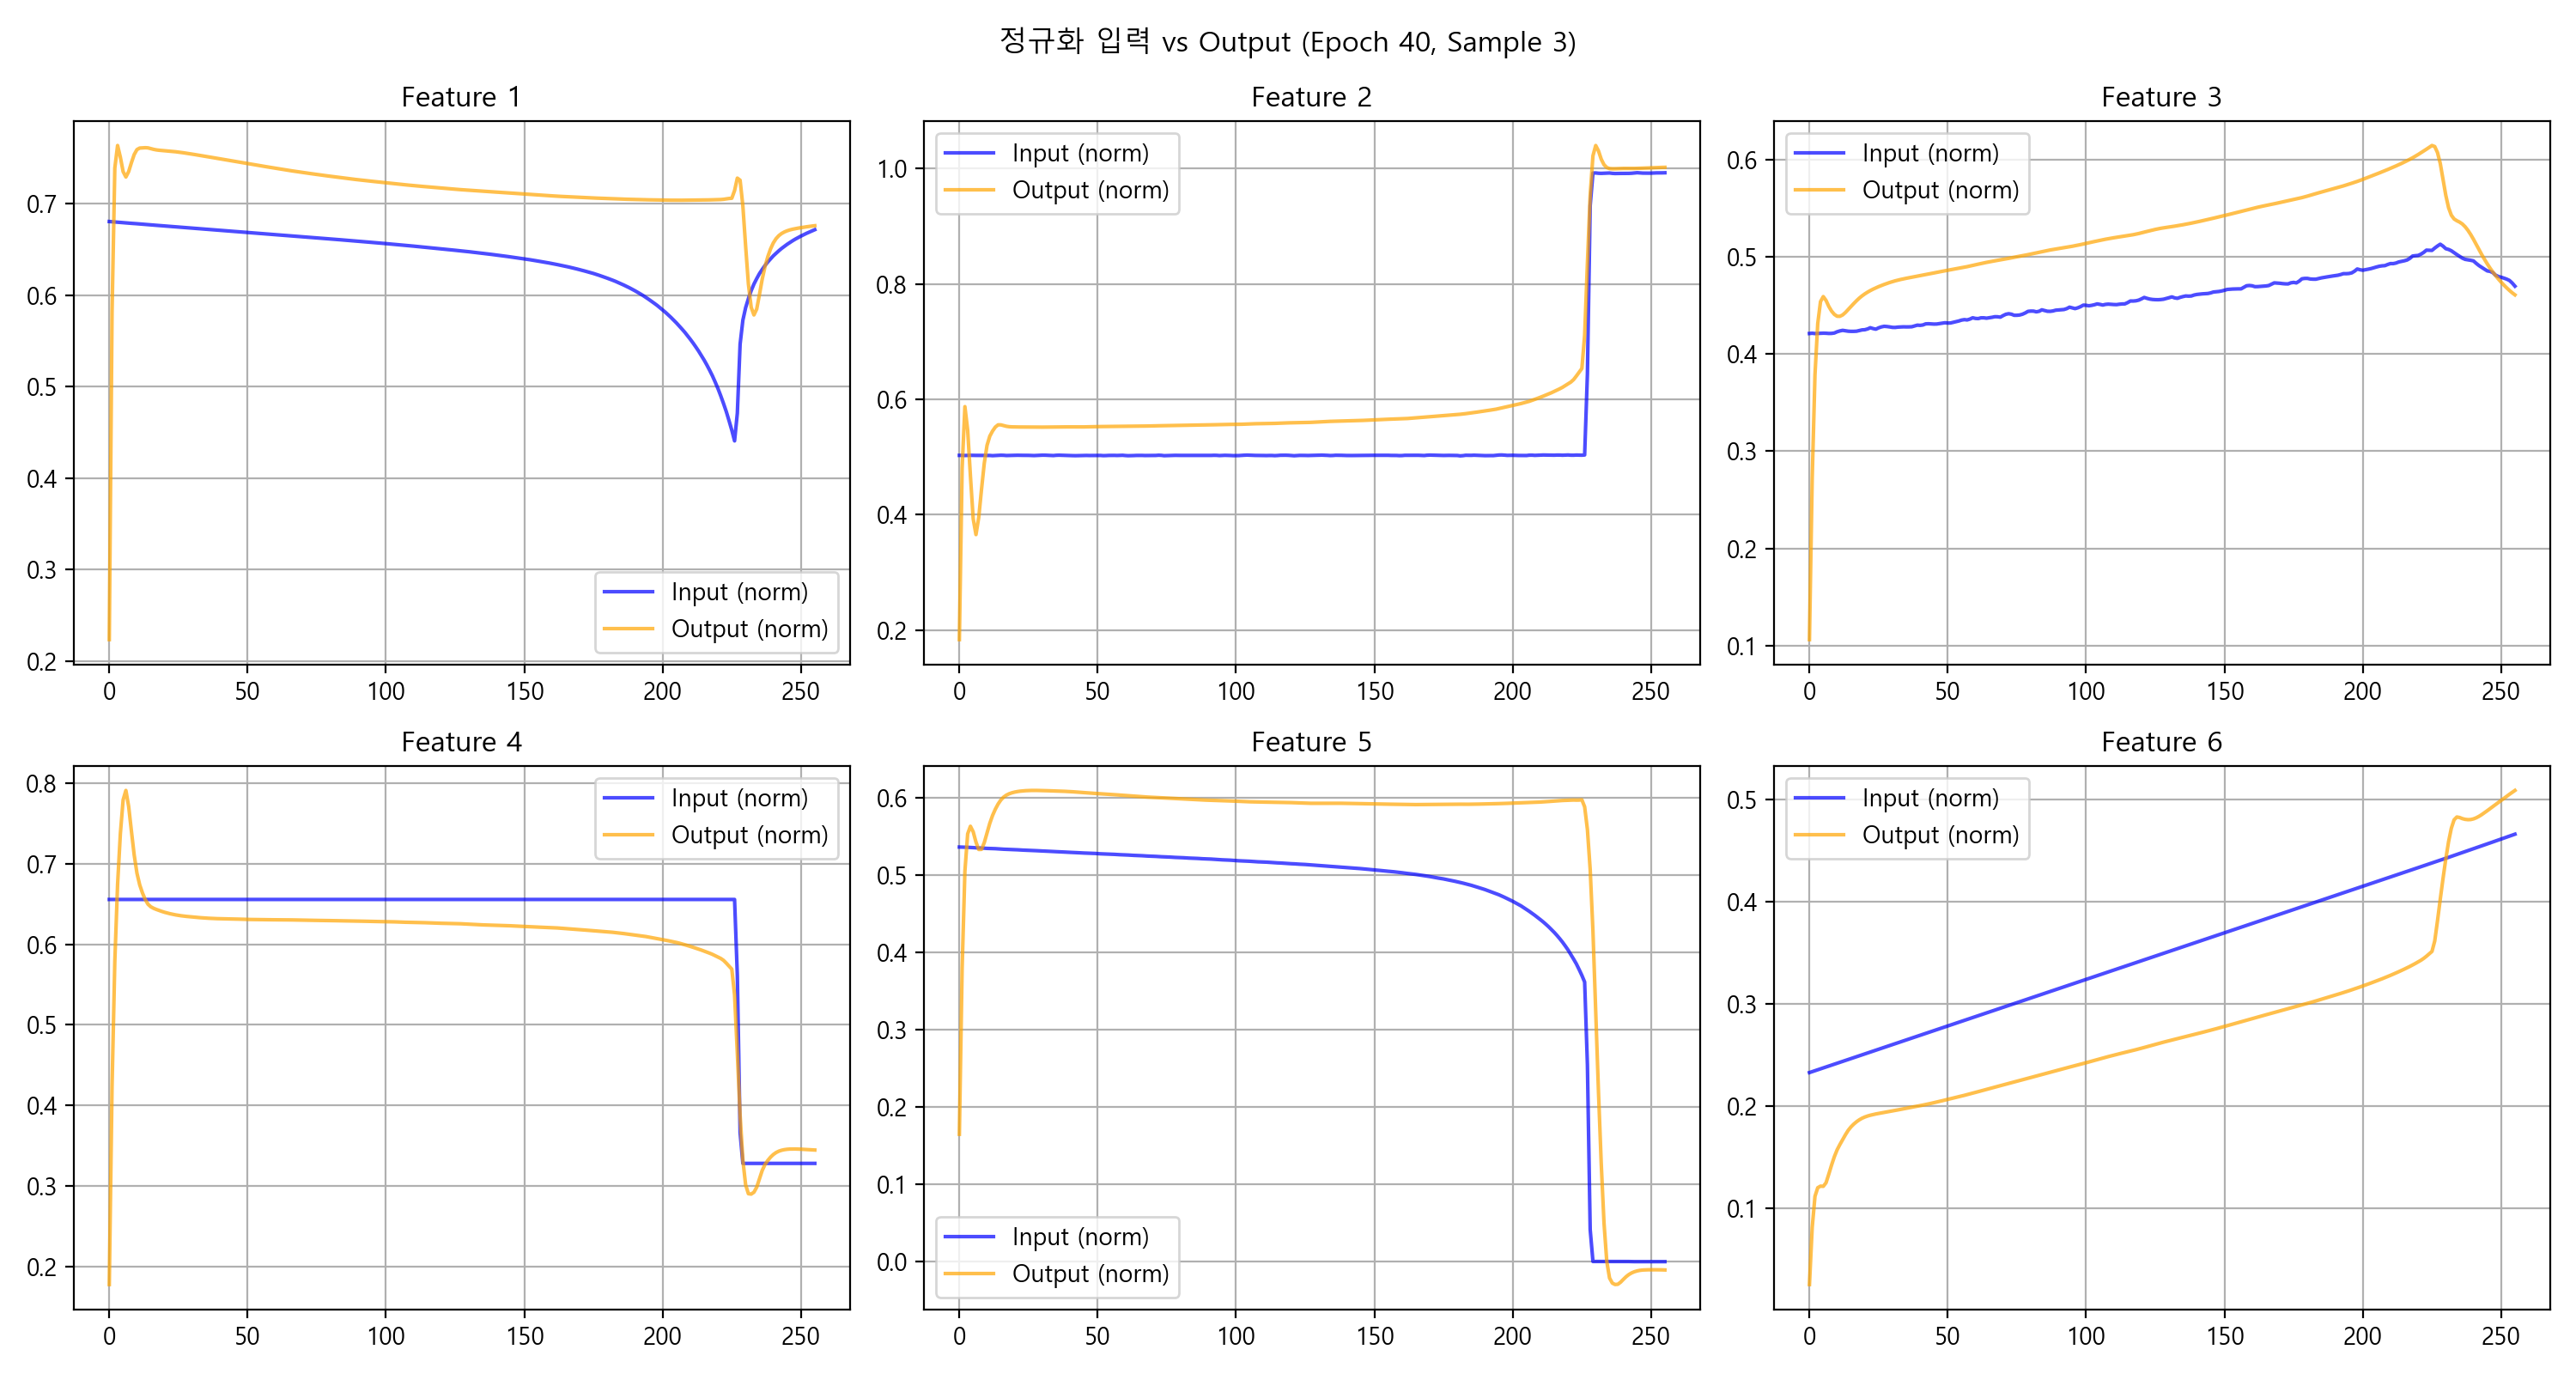 정규화 입력 vs Output (Epoch 40, Sample 3)
Feature 1
0.7
0.6
0.5
0.4
0.3
0.2
0 50 100 150 200 250
Input (norm)
Output (norm)
Feature 2
1.0
0.8
0.6
0.4
0.2
0 50 100 150 200 250
Input (norm)
Output (norm)
Feature 3
0.6
0.5
0.4
0.3
0.2
0.1
0 50 100 150 200 250
Input (norm)
Output (norm)
Feature 4
0.8
0.7
0.6
0.5
0.4
0.3
0.2
0 50 100 150 200 250
Input (norm)
Output (norm)
Feature 5
0.6
0.5
0.4
0.3
0.2
0.1
0.0
0 50 100 150 200 250
Input (norm)
Output (norm)
Feature 6
0.5
0.4
0.3
0.2
0.1
0 50 100 150 200 250
Input (norm)
Output (norm)